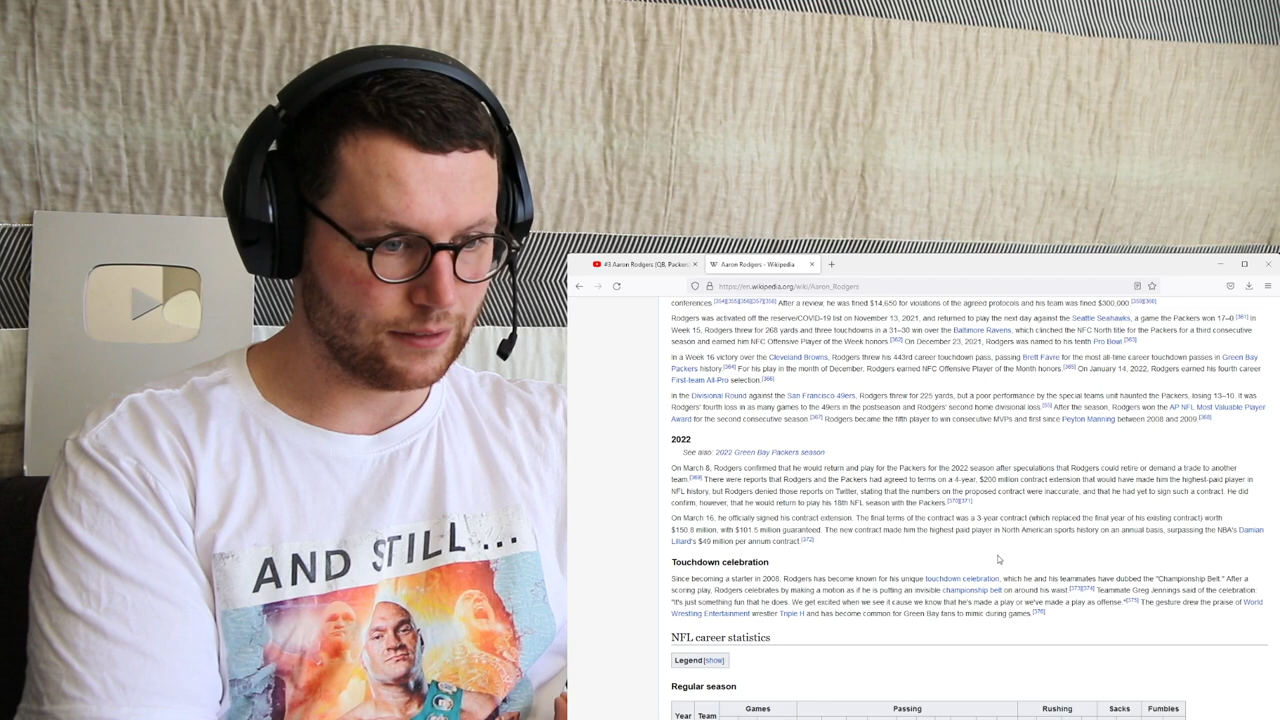 AND STILL...
#3 Aaron Rodgers (QB, Packers
Aaron Rodgers - Wikipedia
https://en.wikipedia.org/wiki/Aaron_Rodgers
conferences.[354][355][356][357][358] After a review, he was fined $14,650 for violations of the agreed protocols and his team was fined $300,000.[359][360]
Rodgers was activated off the reserve/COVID-19 list on November 13, 2021, and returned to play the next day against the Seattle Seahawks, a game the Packers won 17–0.[361] In
Week 15, Rodgers threw for 268 yards and three touchdowns in a 31–30 win over the Baltimore Ravens, which clinched the NFC North title for the Packers for a third consecutive
season and earned him NFC Offensive Player of the Week honors.[362] On December 23, 2021, Rodgers was named to his tenth Pro Bowl.[363]
In a Week 16 victory over the Cleveland Browns, Rodgers threw his 443rd career touchdown pass, passing Brett Favre for the most all-time career touchdown passes in Green Bay
Packers history.[364] For his play in the month of December, Rodgers earned NFC Offensive Player of the Month honors.[365] On January 14, 2022, Rodgers earned his fourth career
First-team All-Pro selection.[366]
In the Divisional Round against the San Francisco 49ers, Rodgers threw for 225 yards, but a poor performance by the special teams unit haunted the Packers, losing 13–10. It was
Rodgers' fourth loss in as many games to the 49ers in the postseason and Rodgers' second home divisional loss.[55] After the season, Rodgers won the AP NFL Most Valuable Player
Award for the second consecutive season.[367] Rodgers became the fifth player to win consecutive MVPs and first since Peyton Manning between 2008 and 2009.[368]
2022
See also: 2022 Green Bay Packers season
On March 8, Rodgers confirmed that he would return and play for the Packers for the 2022 season after speculations that Rodgers could retire or demand a trade to another
team.[369] There were reports that Rodgers and the Packers had agreed to terms on a 4-year, $200 million contract extension that would have made him the highest-paid player in
NFL history, but Rodgers denied those reports on Twitter, stating that the numbers on the proposed contract were inaccurate, and that he had yet to sign such a contract. He did
confirm, however, that he would return to play his 18th NFL season with the Packers.[370][371]
On March 16, he officially signed his contract extension. The final terms of the contract was a 3-year contract (which replaced the final year of his existing contract) worth
$150.8 million, with $101.5 million guaranteed. The new contract made him the highest paid player in North American sports history on an annual basis, surpassing the NBA's Damian
Lillard's $49 million per annum contract.[372]
Touchdown celebration
Since becoming a starter in 2008, Rodgers has become known for his unique touchdown celebration, which he and his teammates have dubbed the "Championship Belt." After a
scoring play, Rodgers celebrates by making a motion as if he is putting an invisible championship belt on around his waist.[373][374] Teammate Greg Jennings said of the celebration:
"It's just something fun that he does. We get excited when we see it cause we know that he's made a play or we've made a play as offense."[375] The gesture drew the praise of World
Wrestling Entertainment wrestler Triple H and has become common for Green Bay fans to mimic during games.[376]
NFL career statistics
Legend [show]
Regular season
Year Team Games Passing Rushing Sacks Fumbles